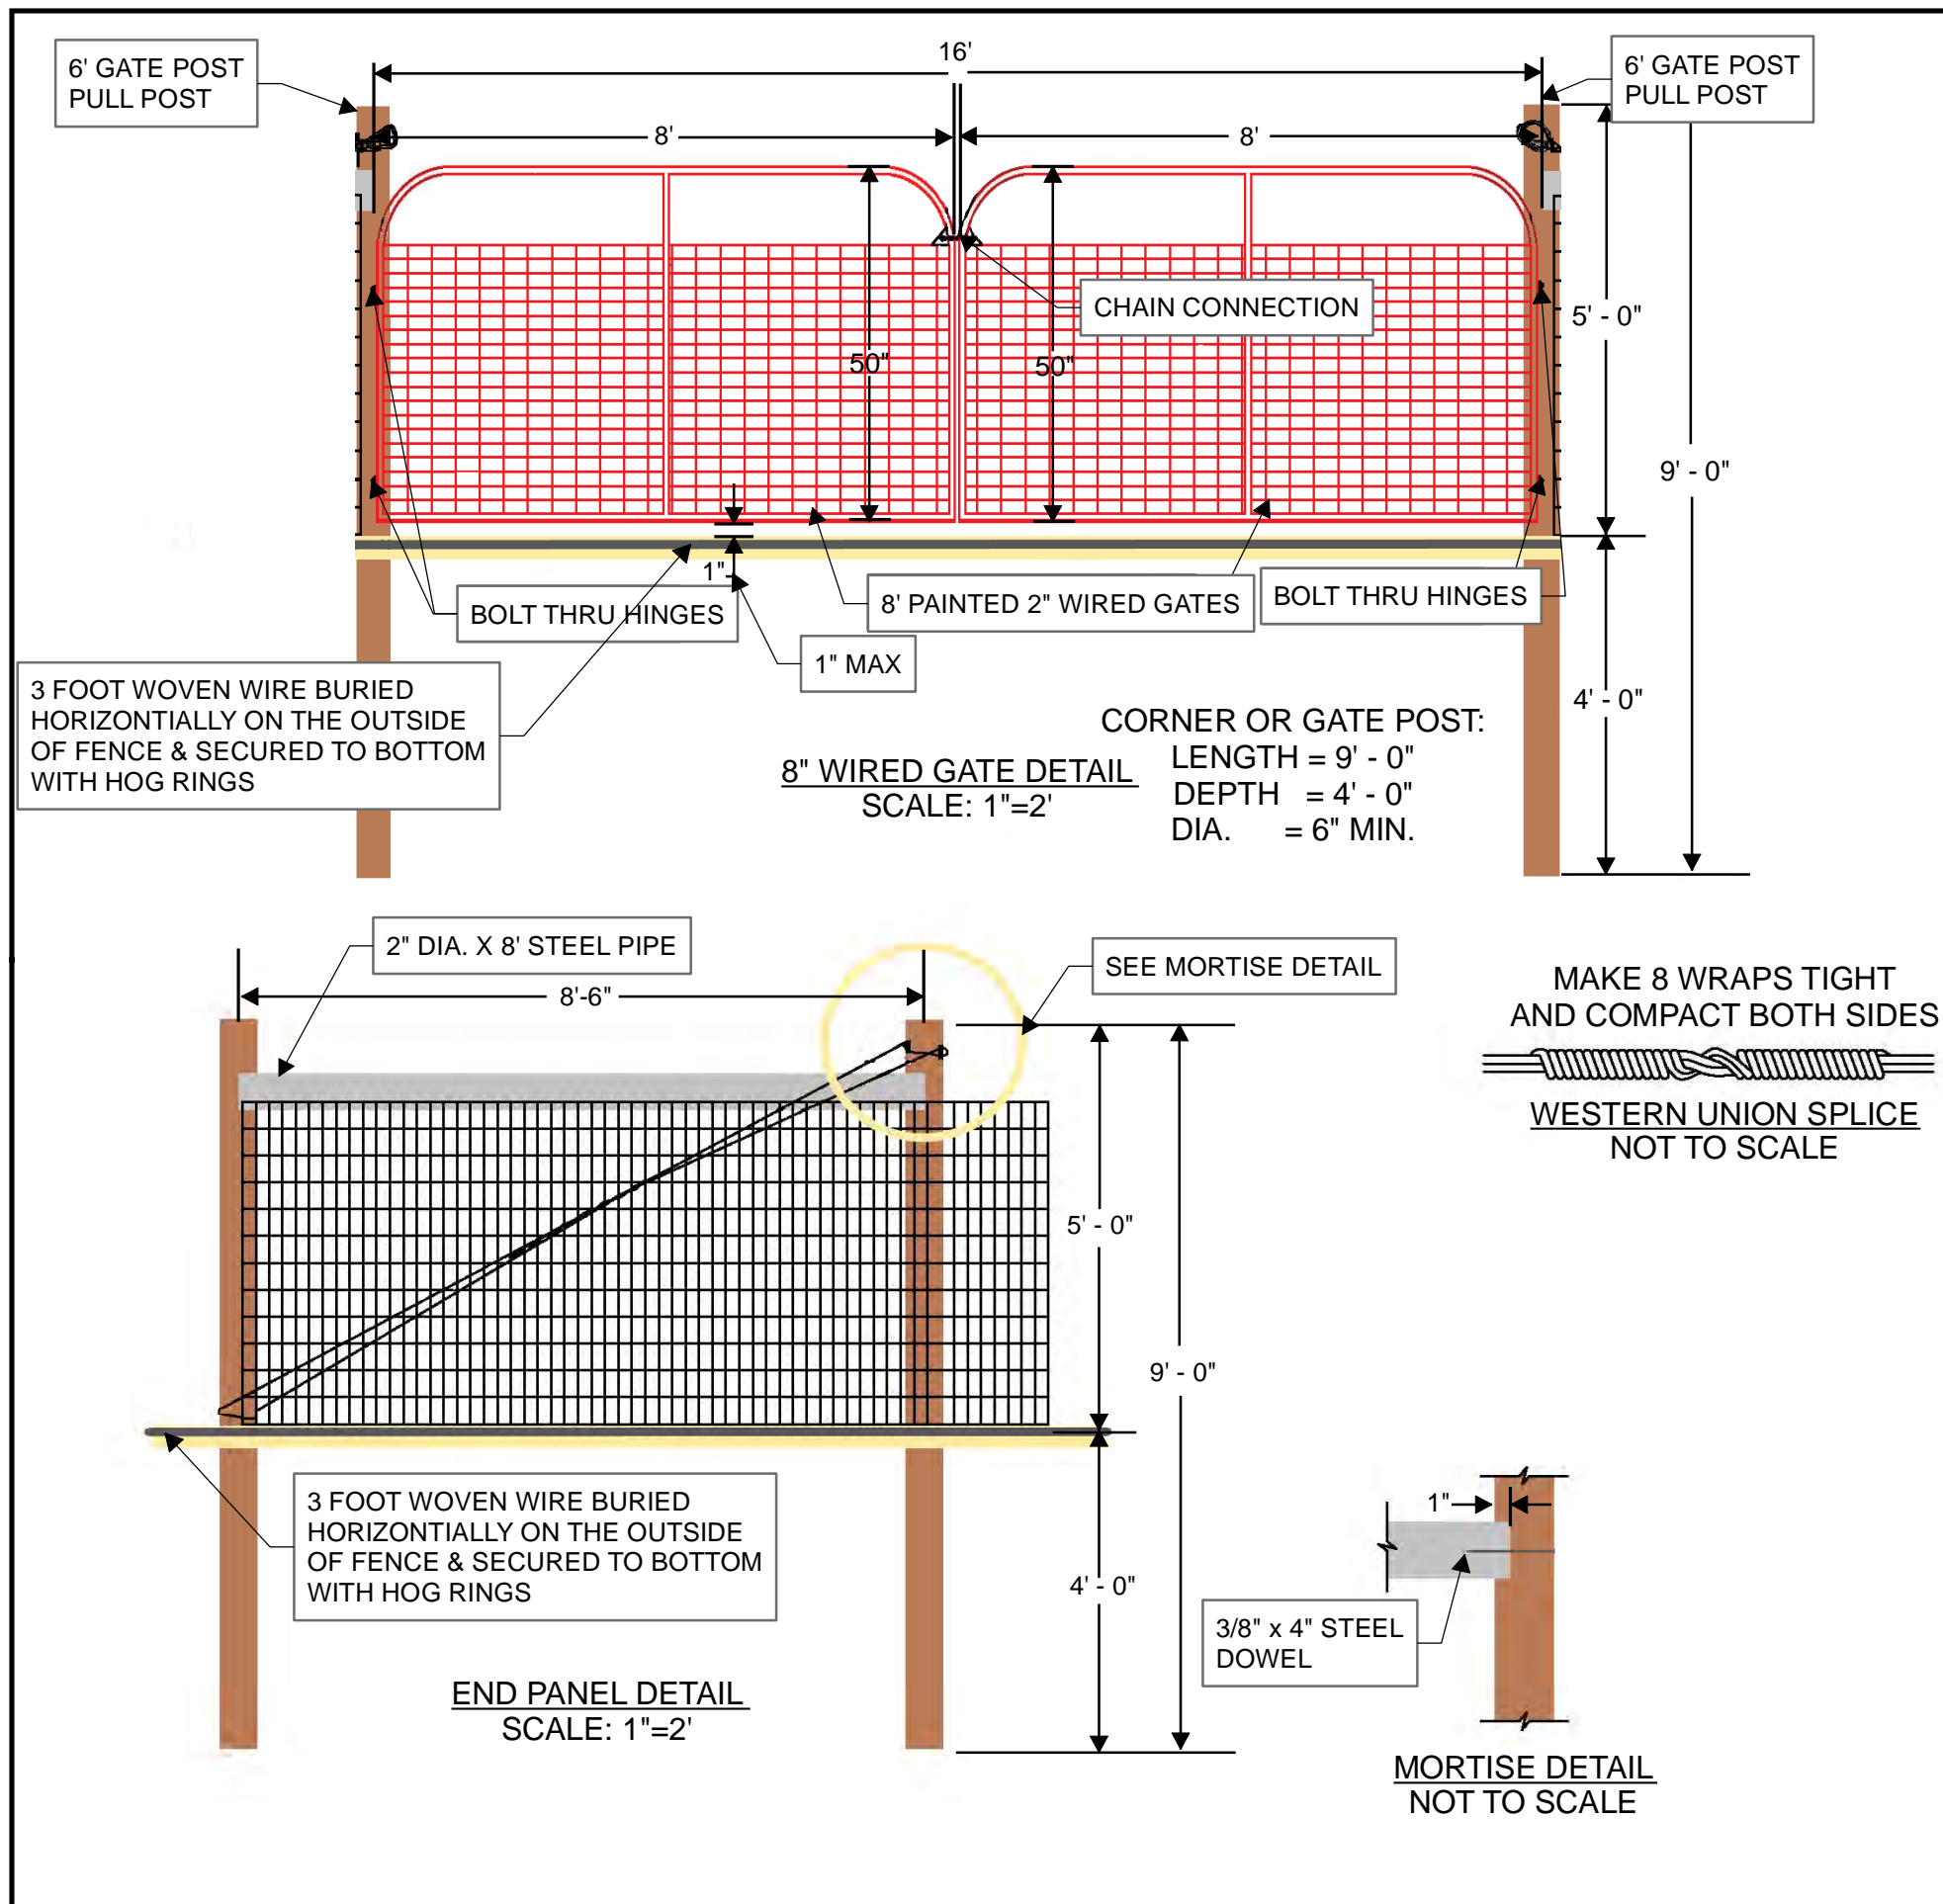 16'
6' GATE POST
PULL POST
6' GATE POST
PULL POST
8'
8'
CHAIN CONNECTION
50"
50"
5' - 0"
9' - 0"
1"
BOLT THRU HINGES
8' PAINTED 2" WIRED GATES
BOLT THRU HINGES
1" MAX
3 FOOT WOVEN WIRE BURIED
HORIZONTIALLY ON THE OUTSIDE
OF FENCE & SECURED TO BOTTOM
WITH HOG RINGS
4' - 0"
8" WIRED GATE DETAIL
SCALE: 1"=2'
CORNER OR GATE POST:
LENGTH = 9' - 0"
DEPTH = 4' - 0"
DIA. = 6" MIN.
2" DIA. X 8' STEEL PIPE
8'-6"
SEE MORTISE DETAIL
MAKE 8 WRAPS TIGHT
AND COMPACT BOTH SIDES
WESTERN UNION SPLICE
NOT TO SCALE
5' - 0"
9' - 0"
4' - 0"
3 FOOT WOVEN WIRE BURIED
HORIZONTIALLY ON THE OUTSIDE
OF FENCE & SECURED TO BOTTOM
WITH HOG RINGS
END PANEL DETAIL
SCALE: 1"=2'
1"
3/8" x 4" STEEL
DOWEL
MORTISE DETAIL
NOT TO SCALE